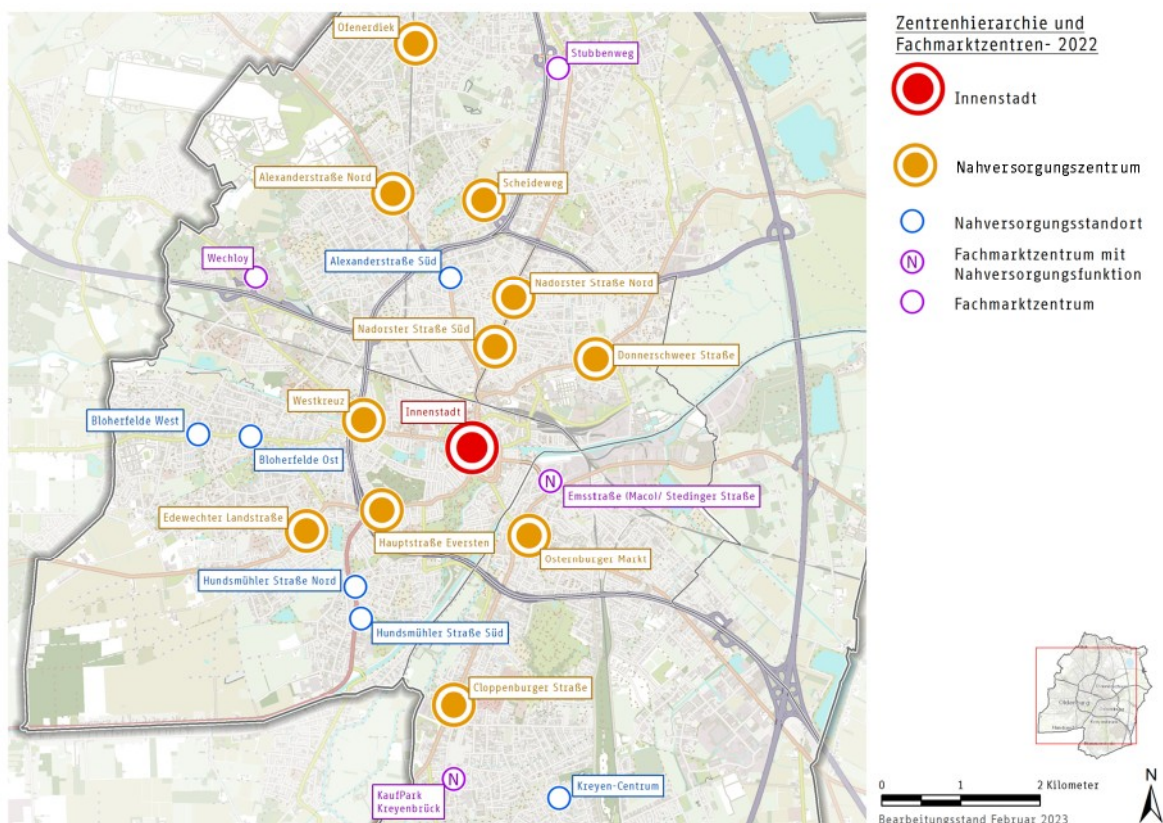 Zentrenhierarchie und
Fachmarktzentren- 2022
Innenstadt
Nahversorgungszentrum
Nahversorgungsstandort
N
Fachmarktzentrum mit
Nahversorgungsfunktion
Fachmarktzentrum
Ofenerdiek
Stubbenweg
Alexanderstraße Nord
Scheideweg
Wechloy
Alexanderstraße Süd
Nadorster Straße Nord
Nadorster Straße Süd
Donnerschweer Straße
Westkreuz
Innenstadt
Bloherfelde West
Bloherfelde Ost
N
Emsstraße (Maco)/ Stedinger Straße
Edewechter Landstraße
Hauptstraße Eversten
Osternburger Markt
Hundsmühler Straße Nord
Hundsmühler Straße Süd
Cloppenburger Straße
N
KaufPark
Kreyenbrück
Kreyen-Centrum
0 1 2 Kilometer
N
Bearbeitungsstand Februar 2023